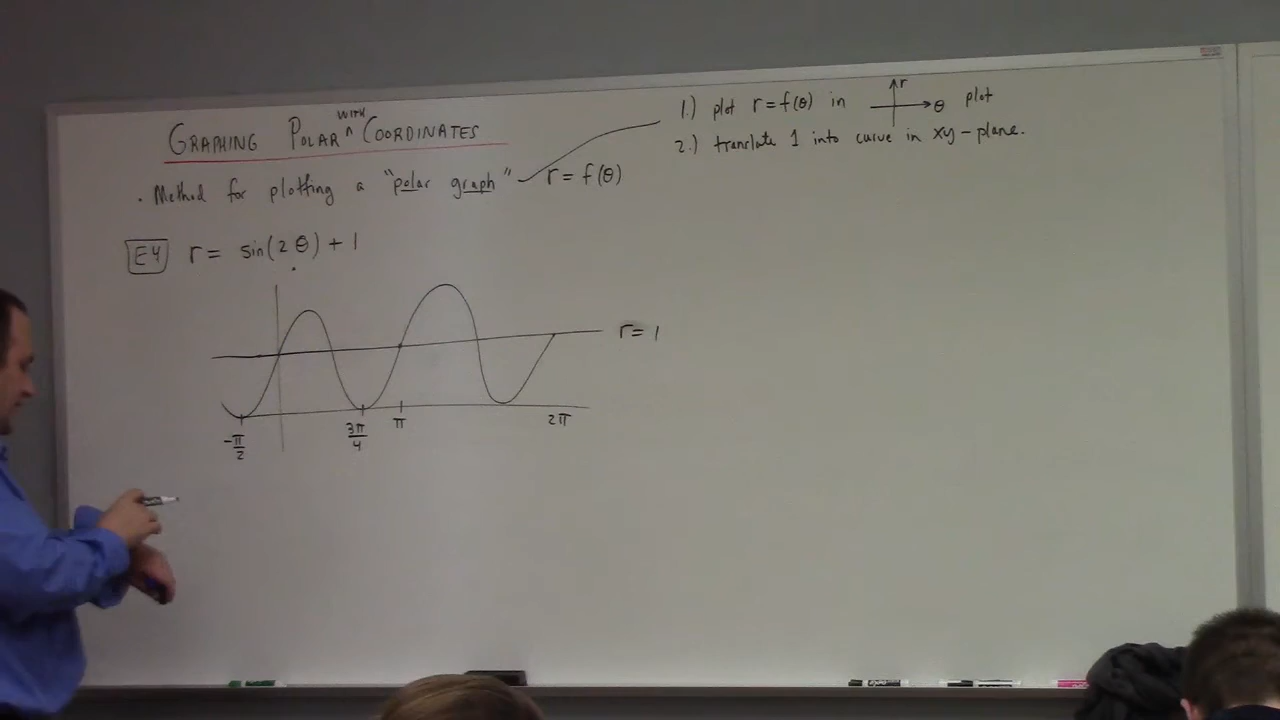 GRAPHING POLAR WITH ^ COORDINATES
• Method for plotting a "polar graph" r = f(θ)
1.) plot r = f(θ) in r θ plot
2.) translate 1 into curve in xy-plane.
E4 r = sin(2θ) + 1
r = 1
-π/2 3π/4 π 2π